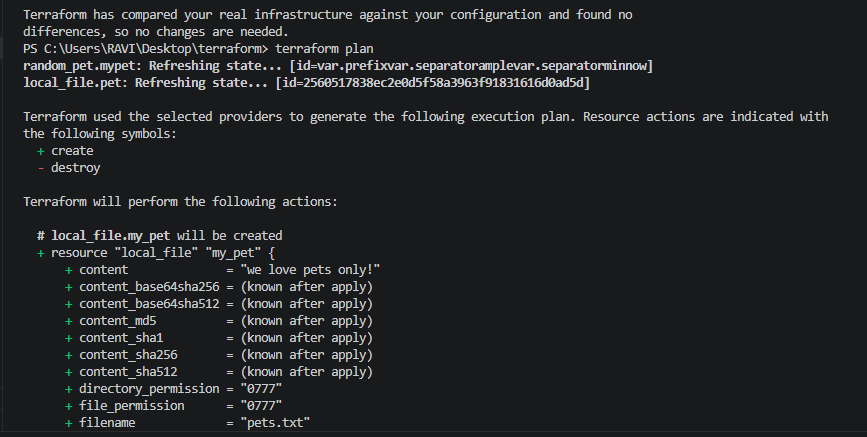 Terraform has compared your real infrastructure against your configuration and found no
differences, so no changes are needed.
PS C:\Users\RAVI\Desktop\terraform> terraform plan
random_pet.mypet: Refreshing state... [id=var.prefixvar.separatoramplevar.separatorminnow]
local_file.pet: Refreshing state... [id=2560517838ec2e0d5f58a3963f91831616d0ad5d]

Terraform used the selected providers to generate the following execution plan. Resource actions are indicated with
the following symbols:
  + create
  - destroy

Terraform will perform the following actions:

  # local_file.my_pet will be created
  + resource "local_file" "my_pet" {
      + content              = "we love pets only!"
      + content_base64sha256 = (known after apply)
      + content_base64sha512 = (known after apply)
      + content_md5          = (known after apply)
      + content_sha1         = (known after apply)
      + content_sha256       = (known after apply)
      + content_sha512       = (known after apply)
      + directory_permission = "0777"
      + file_permission      = "0777"
      + filename             = "pets.txt"